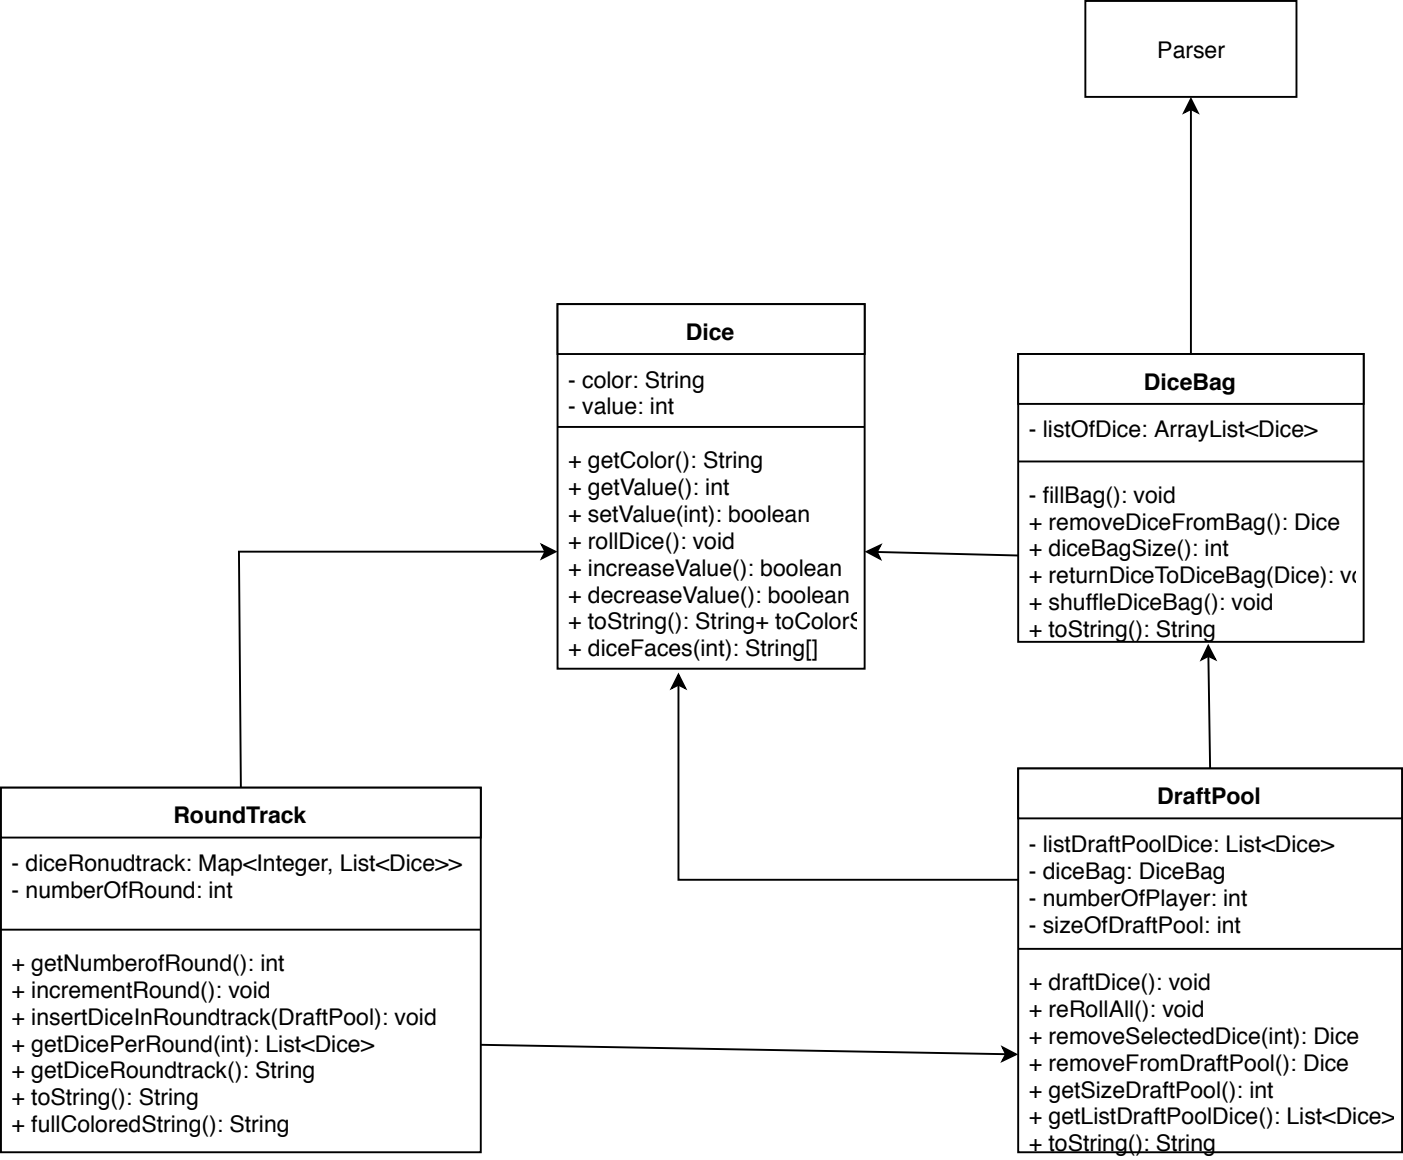 Parser
Dice
- color: String
- value: int
+ getColor(): String
+ getValue(): int
+ setValue(int): boolean
+ rollDice(): void
+ increaseValue(): boolean
+ decreaseValue(): boolean
+ toString(): String+
+ diceFaces(int): String[]
DiceBag
- listOfDice: ArrayList<Dice>
- fillBag(): void
+ removeDiceFromBag(): Dice
+ diceBagSize(): int
+ returnDiceToDiceBag(Dice):
+ shuffleDiceBag(): void
+ toString(): String
RoundTrack
- diceRonudtrack: Map<Integer, List<Dice>>
- numberOfRound: int
+ getNumberofRound(): int
+ incrementRound(): void
+ insertDiceInRoundtrack(DraftPool): void
+ getDicePerRound(int): List<Dice>
+ getDiceRoundtrack(): String
+ toString(): String
+ fullColoredString(): String
DraftPool
- listDraftPoolDice: List<Dice>
- diceBag: DiceBag
- numberOfPlayer: int
- sizeOfDraftPool: int
+ draftDice(): void
+ reRollAll(): void
+ removeSelectedDice(int): Dice
+ removeFromDraftPool(): Dice
+ getSizeDraftPool(): int
+ getListDraftPoolDice(): List<Dice>
+ toString(): String